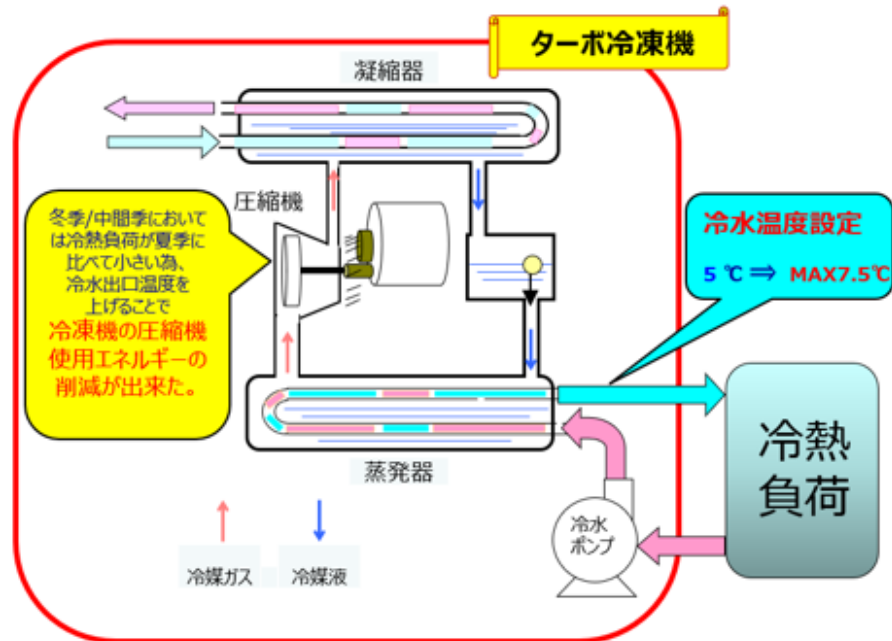 ターボ冷凍機
凝縮器
圧縮機
冬季/中間季において
は冷熱負荷が夏季に
比べて小さい為、
冷水出口温度を
上げることで
冷凍機の圧縮機
使用エネルギーの
削減が出来た。
冷水温度設定
5 ℃ ⇒ MAX7.5℃
蒸発器
冷熱
負荷
冷水
ポンプ
冷媒ガス
冷媒液